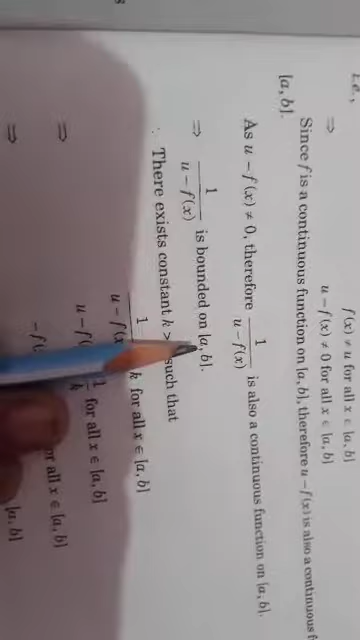 i.e.,
f(x) ≠ u for all x ∈ [a, b]
⇒ u − f(x) ≠ 0 for all x ∈ [a, b]
Since f is a continuous function on [a, b], therefore u − f(x) is also a continuous
[a, b].
As u − f(x) ≠ 0, therefore 1/(u − f(x)) is also a continuous function on [a, b].
⇒ 1/(u − f(x)) is bounded on [a, b].
∴ There exists constant k > such that
1/(u − f(x) k for all x ∈ [a, b]
⇒ u − f( 1/k for all x ∈ [a, b]
⇒ − f( for all x ∈ [a, b]
[a, b]